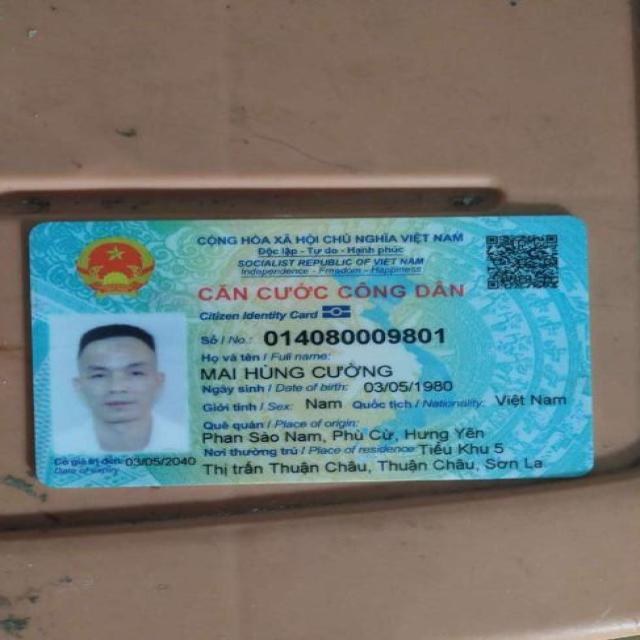 CỘNG HÒA XÃ HỘI CHỦ NGHĨA VIỆT NAM
Độc lập - Tự do - Hạnh phúc
SOCIALIST REPUBLIC OF VIET NAM
Independence - Freedom - Happiness
CĂN CƯỚC CÔNG DÂN
Citizen Identity Card
Số / No.: 014080009801
Họ và tên / Full name:
MAI HÙNG CƯỜNG
Ngày sinh / Date of birth: 03/05/1980
Giới tính / Sex: Nam Quốc tịch / Nationality: Việt Nam
Quê quán / Place of origin:
Phan Sào Nam, Phù Cừ, Hưng Yên
Nơi thường trú / Place of residence: Tiểu Khu 5
Thị trấn Thuận Châu, Thuận Châu, Sơn La
Có giá trị đến: 03/05/2040
Date of expiry